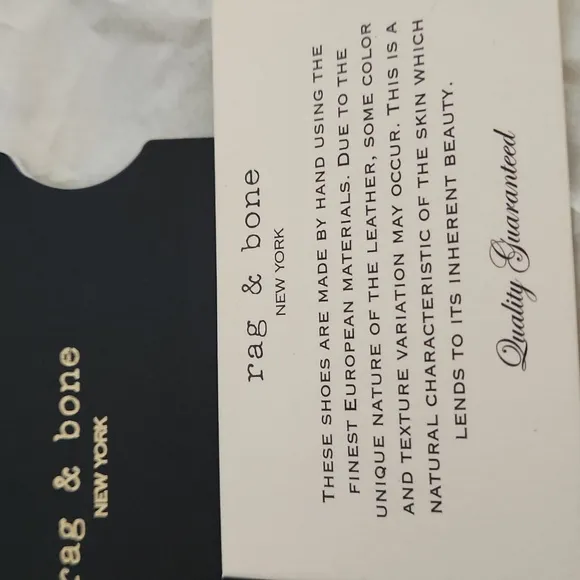 rag & bone
NEW YORK
THESE SHOES ARE MADE BY HAND USING THE
FINEST EUROPEAN MATERIALS. DUE TO THE
UNIQUE NATURE OF THE LEATHER, SOME COLOR
AND TEXTURE VARIATION MAY OCCUR. THIS IS A
NATURAL CHARACTERISTIC OF THE SKIN WHICH
LENDS TO ITS INHERENT BEAUTY.
Quality Guaranteed
rag & bone
NEW YORK